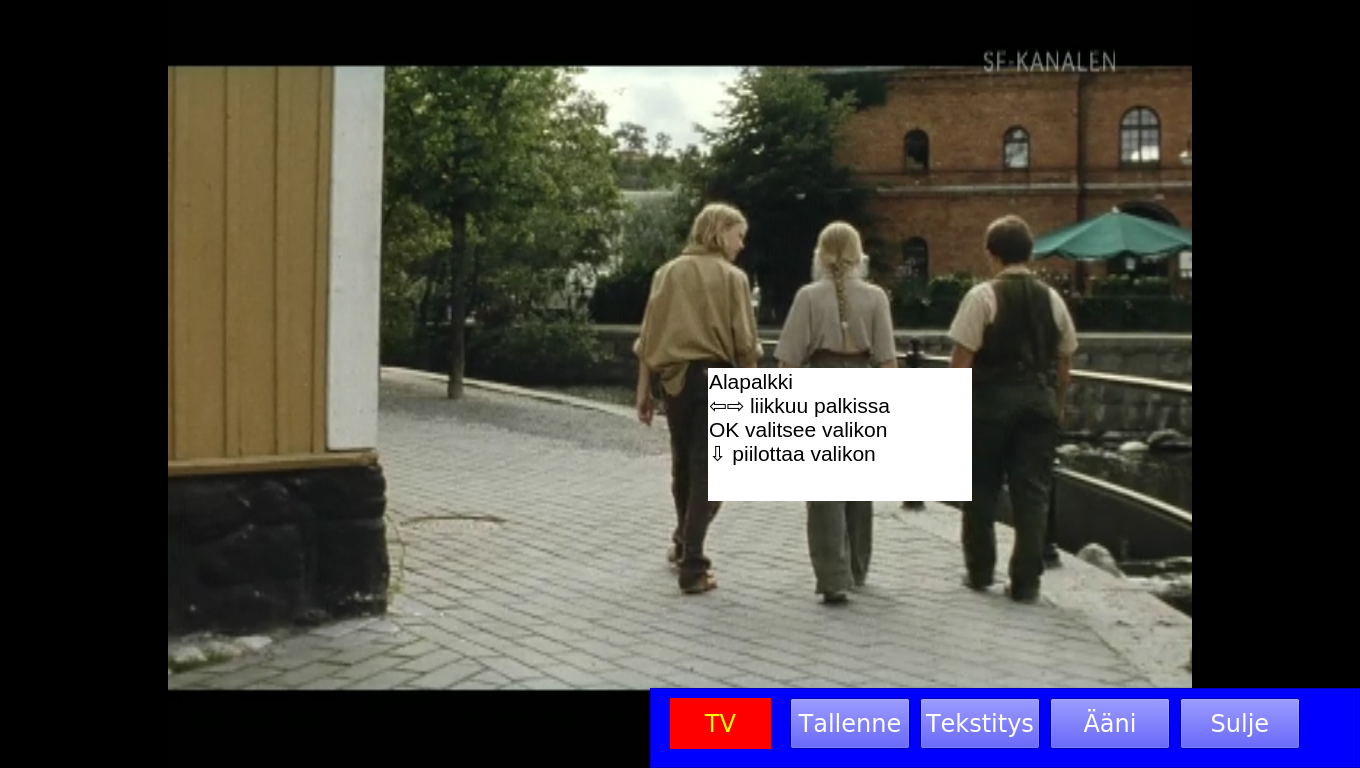 SF-KANALEN
Alapalkki
⇦⇨ liikkuu palkissa
OK valitsee valikon
⇩ piilottaa valikon
TV Tallenne Tekstitys Ääni Sulje